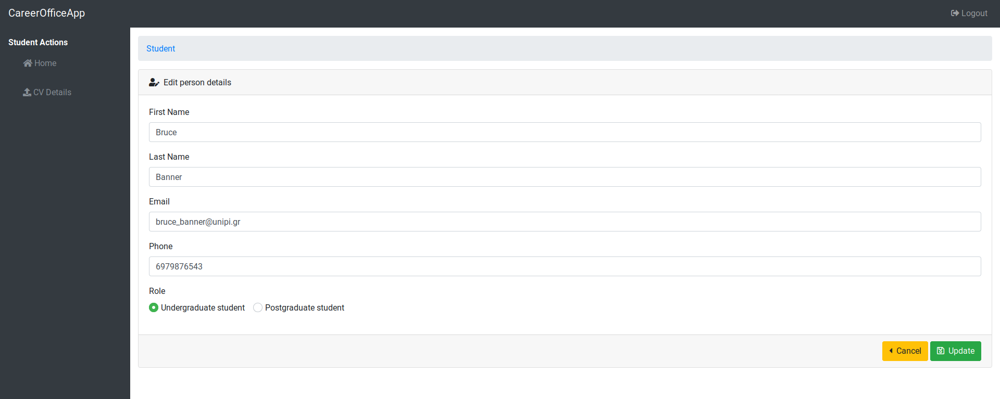 CareerOfficeApp
Logout
Student Actions
Home
CV Details
Student
Edit person details
First Name
Bruce
Last Name
Banner
Email
bruce_banner@unipi.gr
Phone
6979876543
Role
Undergraduate student Postgraduate student
Cancel Update